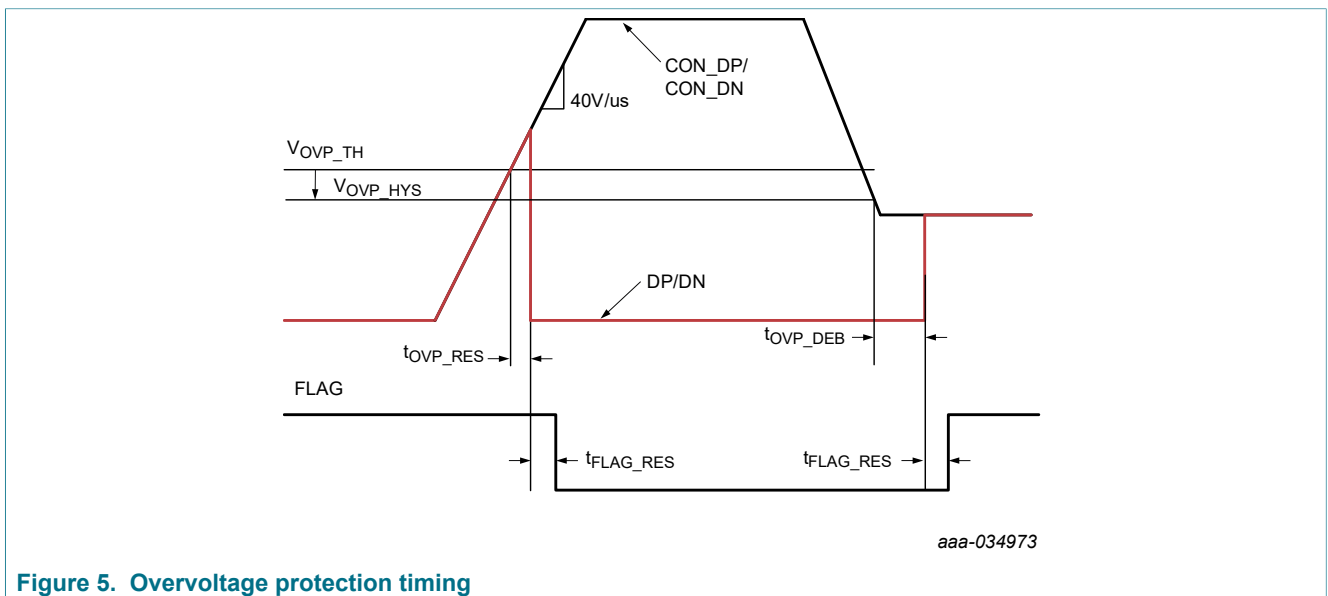 CON_DP/
CON_DN
40V/us
VOVP_TH
VOVP_HYS
DP/DN
tOVP_DEB
tOVP_RES
FLAG
tFLAG_RES
tFLAG_RES
aaa-034973
Figure 5. Overvoltage protection timing